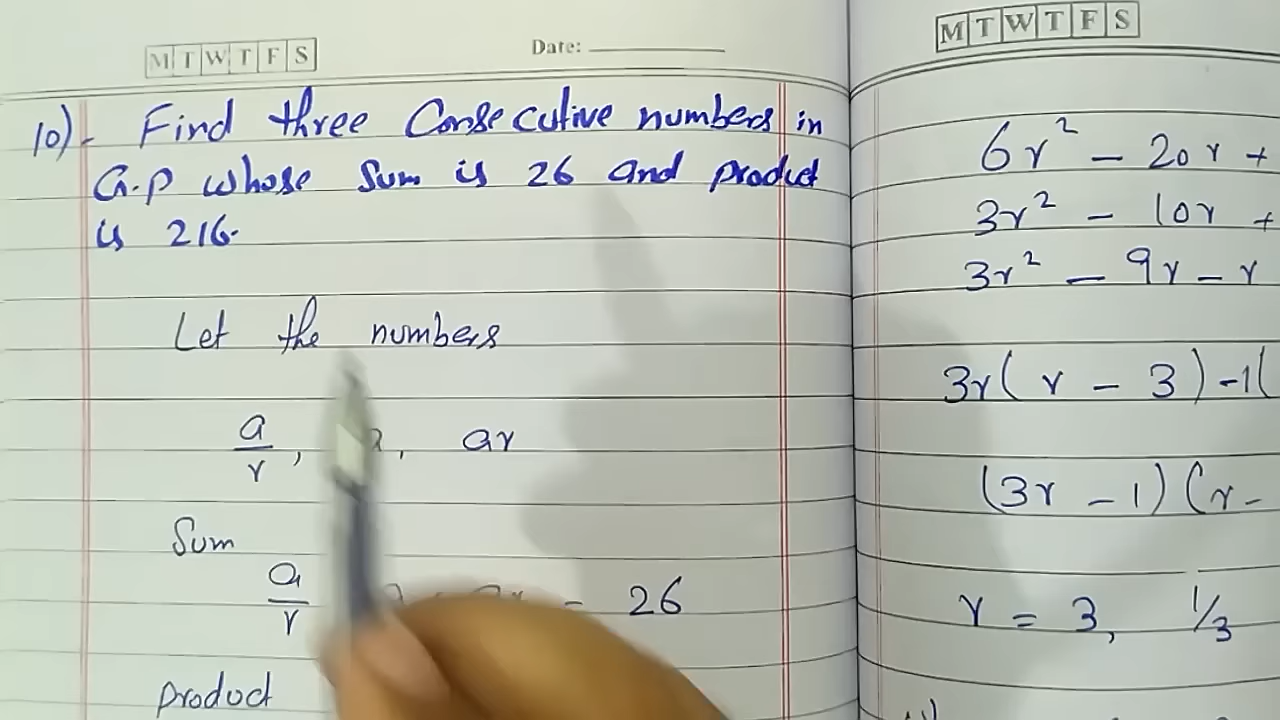 M T W T F S
Date:
10)- Find three Consecutive numbers in
G.P whose Sum is 26 and product
is 216.
Let the numbers
a/r, a, ar
Sum
a/r = 26
product
M T W T F S
6r² - 20r +
3r² - 10r +
3r² - 9r - r
3r(r - 3) -1(
(3r - 1)(r -
r = 3, 1/3